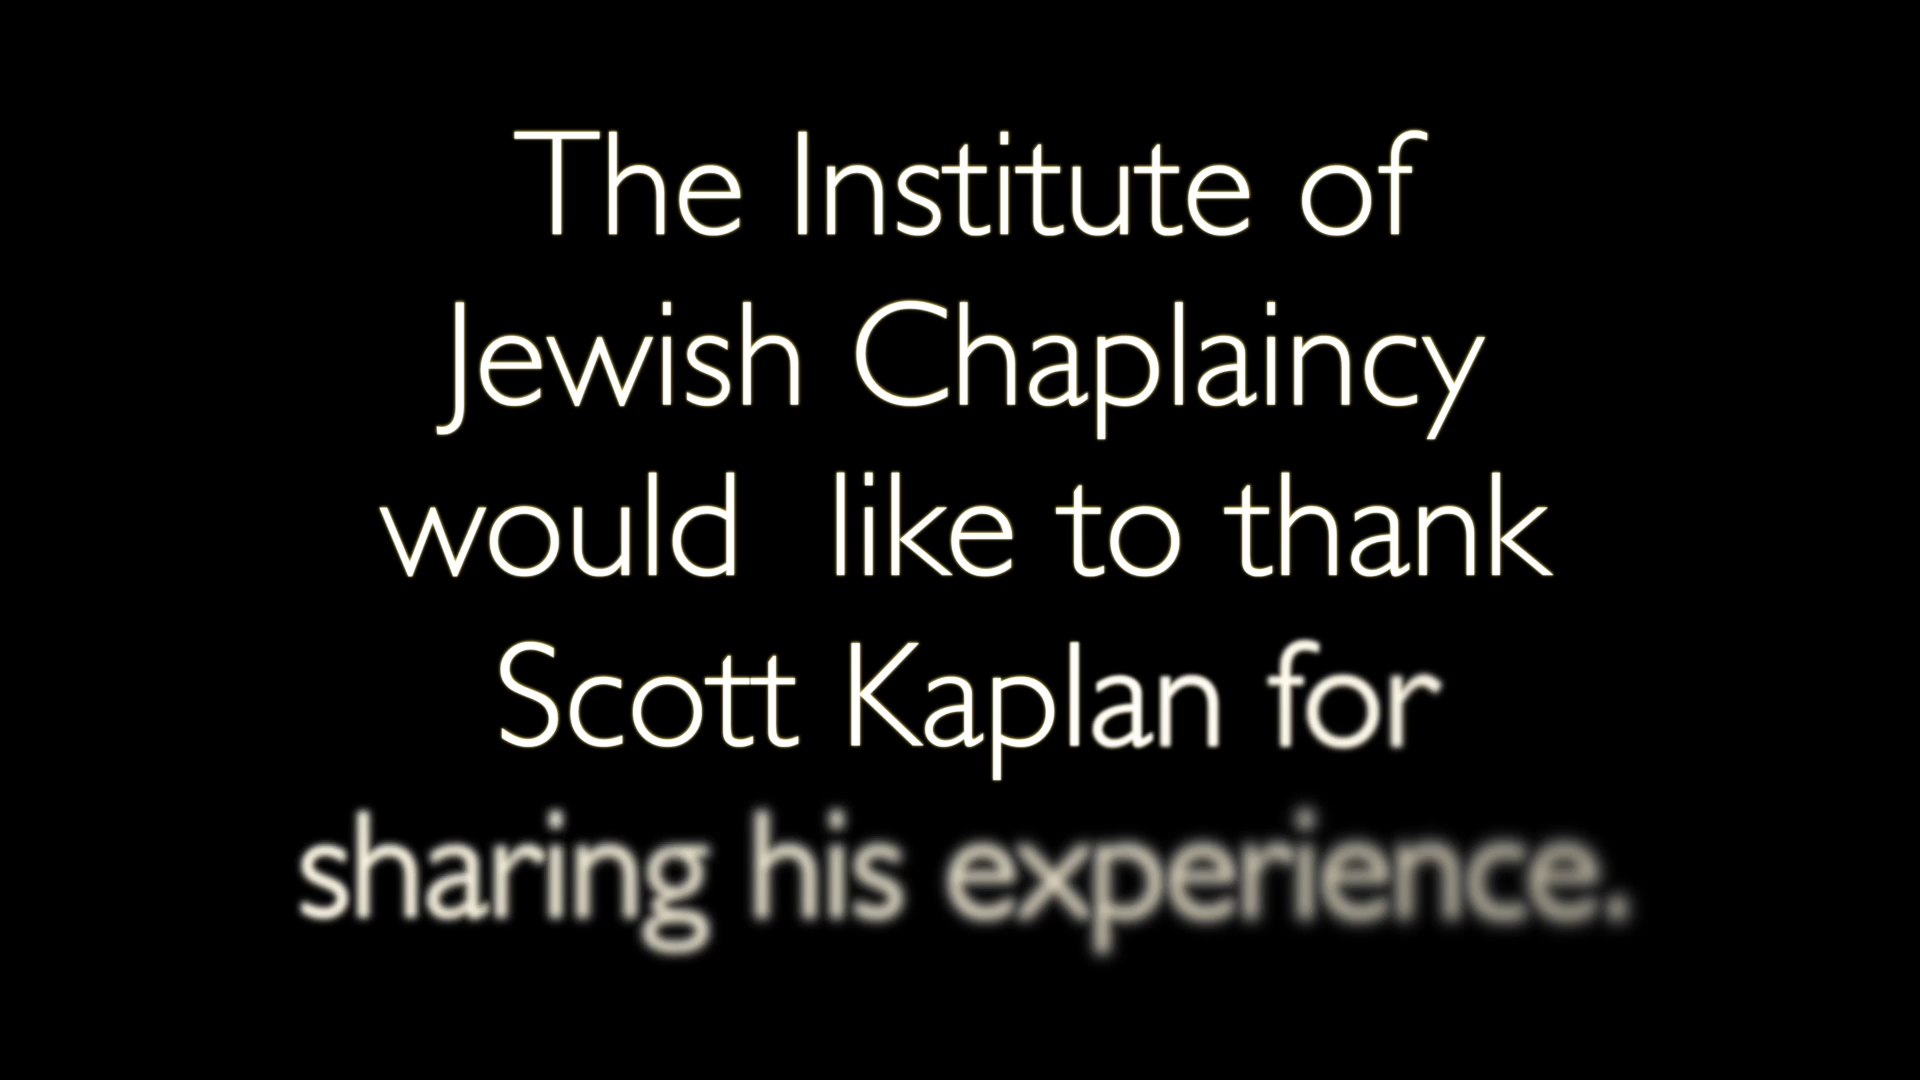 The Institute of
Jewish Chaplaincy
would  like to thank
Scott Kaplan for
sharing his experience.